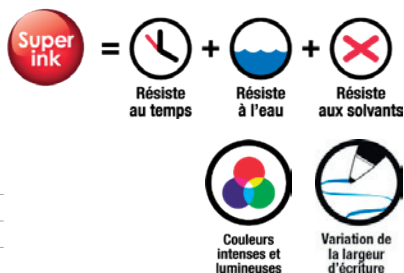 Super
ink
= + +
Résiste
au temps
Résiste
à l'eau
Résiste
aux solvants
Couleurs
intenses et
lumineuses
Variation de
la largeur
d'écriture